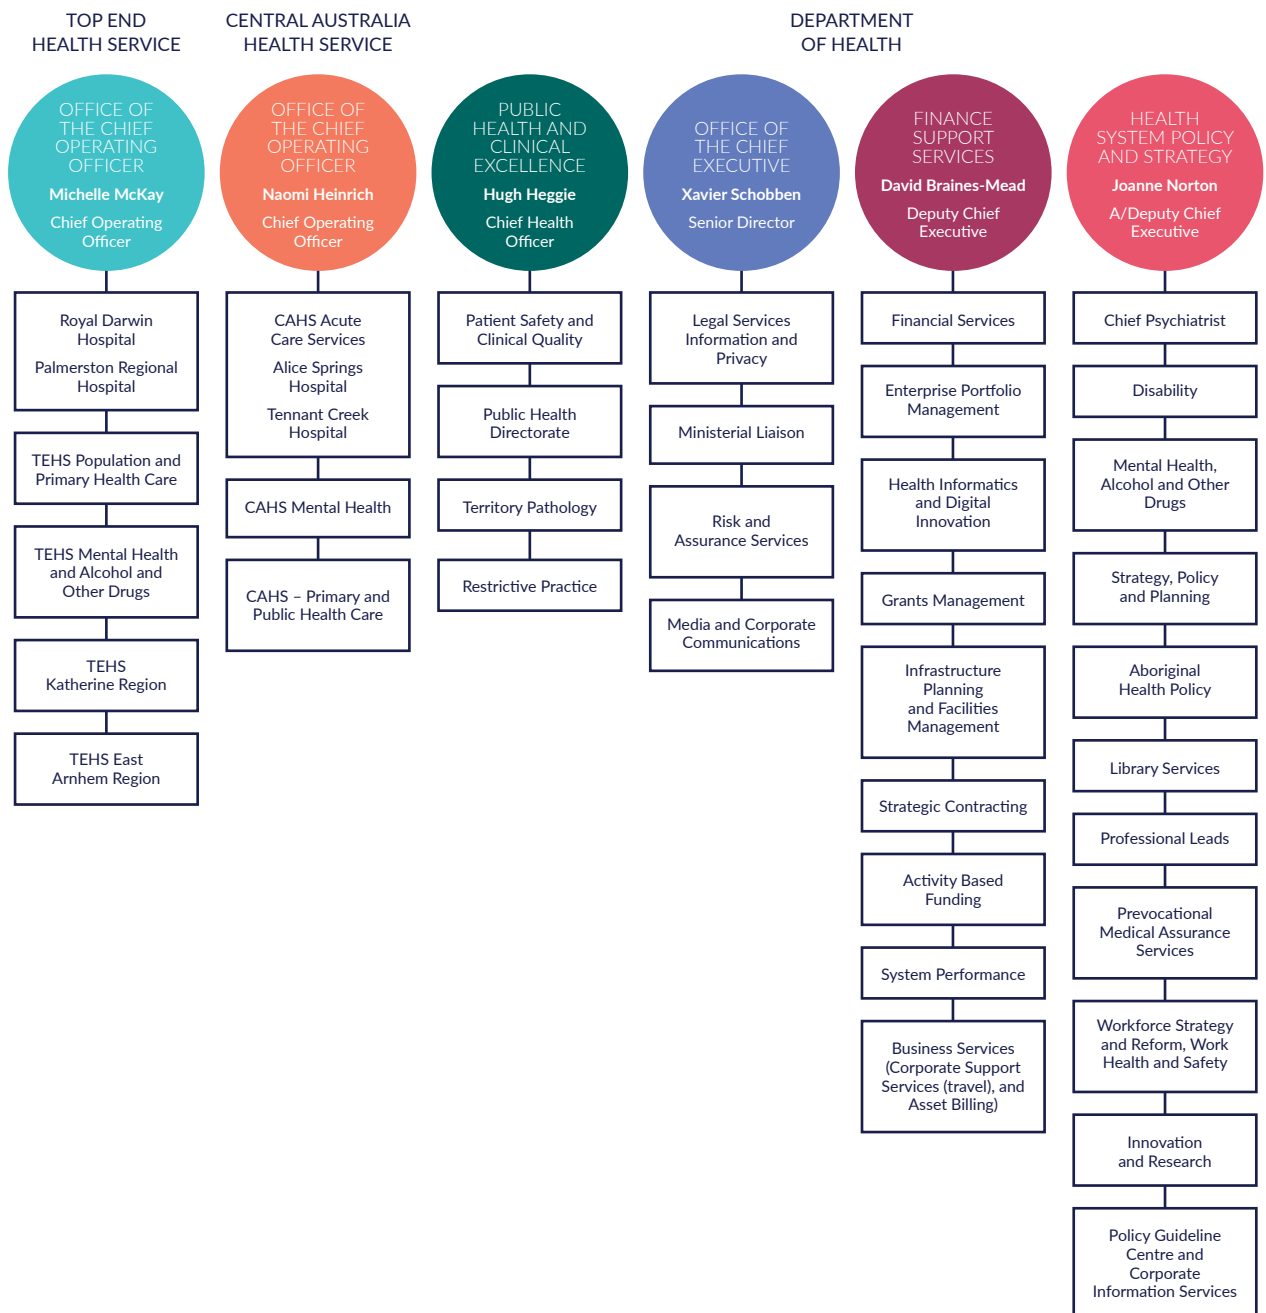 TOP END
HEALTH SERVICE
CENTRAL AUSTRALIA
HEALTH SERVICE
DEPARTMENT
OF HEALTH
OFFICE OF
THE CHIEF
OPERATING
OFFICER
Michelle McKay
Chief Operating
Officer
Royal Darwin
Hospital
Palmerston Regional
Hospital
TEHS Population and
Primary Health Care
TEHS Mental Health
and Alcohol and
Other Drugs
TEHS
Katherine Region
TEHS East
Arnhem Region
OFFICE OF
THE CHIEF
OPERATING
OFFICER
Naomi Heinrich
Chief Operating
Officer
CAHS Acute
Care Services
Alice Springs
Hospital
Tennant Creek
Hospital
CAHS Mental Health
CAHS – Primary and
Public Health Care
PUBLIC
HEALTH AND
CLINICAL
EXCELLENCE
Hugh Heggie
Chief Health
Officer
Patient Safety and
Clinical Quality
Public Health
Directorate
Territory Pathology
Restrictive Practice
OFFICE OF
THE CHIEF
EXECUTIVE
Xavier Schobben
Senior Director
Legal Services
Information and
Privacy
Ministerial Liaison
Risk and
Assurance Services
Media and Corporate
Communications
FINANCE
SUPPORT
SERVICES
David Braines-Mead
Deputy Chief
Executive
Financial Services
Enterprise Portfolio
Management
Health Informatics
and Digital
Innovation
Grants Management
Infrastructure
Planning
and Facilities
Management
Strategic Contracting
Activity Based
Funding
System Performance
Business Services
(Corporate Support
Services (travel), and
Asset Billing)
HEALTH
SYSTEM POLICY
AND STRATEGY
Joanne Norton
A/Deputy Chief
Executive
Chief Psychiatrist
Disability
Mental Health,
Alcohol and Other
Drugs
Strategy, Policy
and Planning
Aboriginal
Health Policy
Library Services
Professional Leads
Prevocational
Medical Assurance
Services
Workforce Strategy
and Reform, Work
Health and Safety
Innovation
and Research
Policy Guideline
Centre and
Corporate
Information Services